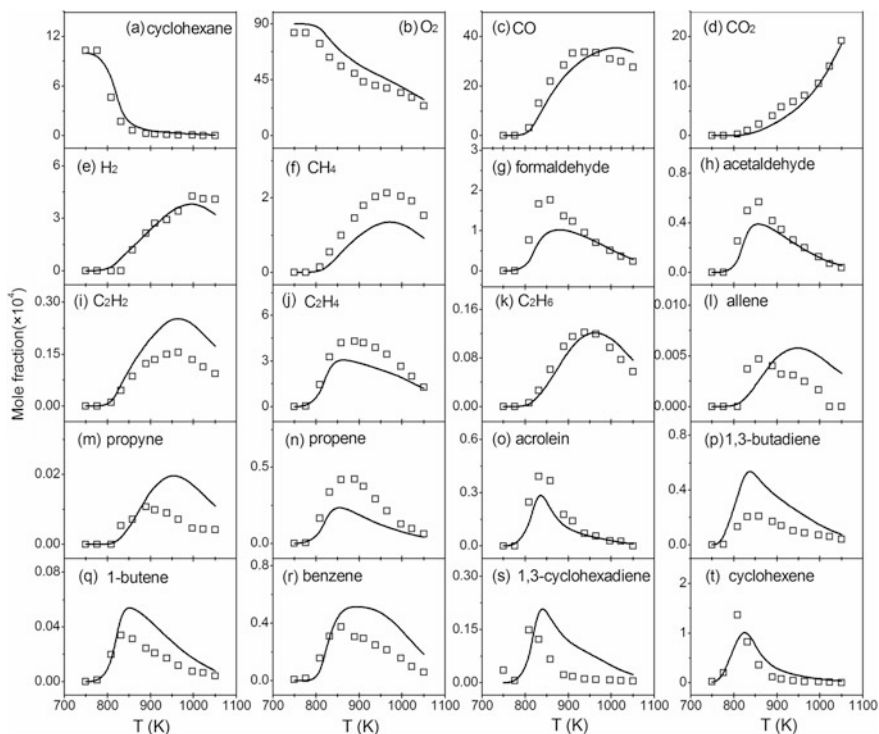 (a) cyclohexane
12
6
0
(b) O₂
90
45
0
(c) CO
40
20
0
(d) CO₂
20
10
0
(e) H₂
6
3
0
(f) CH₄
2
0
(g) formaldehyde
3
2
1
0
(h) acetaldehyde
0.8
0.4
0.0
Mole fraction(×10⁴)
(i) C₂H₂
0.30
0.15
0.00
(j) C₂H₄
6
3
0
(k) C₂H₆
0.16
0.08
0.00
(l) allene
0.010
0.005
0.000
(m) propyne
0.02
0.00
(n) propene
0.5
0.0
(o) acrolein
0.6
0.3
0.0
(p) 1,3-butadiene
0.8
0.4
0.0
(q) 1-butene
0.08
0.04
0.00
(r) benzene
0.8
0.4
0.0
(s) 1,3-cyclohexadiene
0.30
0.15
0.00
(t) cyclohexene
2
1
0
700 800 900 1000 1100
700 800 900 1000 1100
700 800 900 1000 1100
700 800 900 1000 1100
T (K)
T (K)
T (K)
T (K)